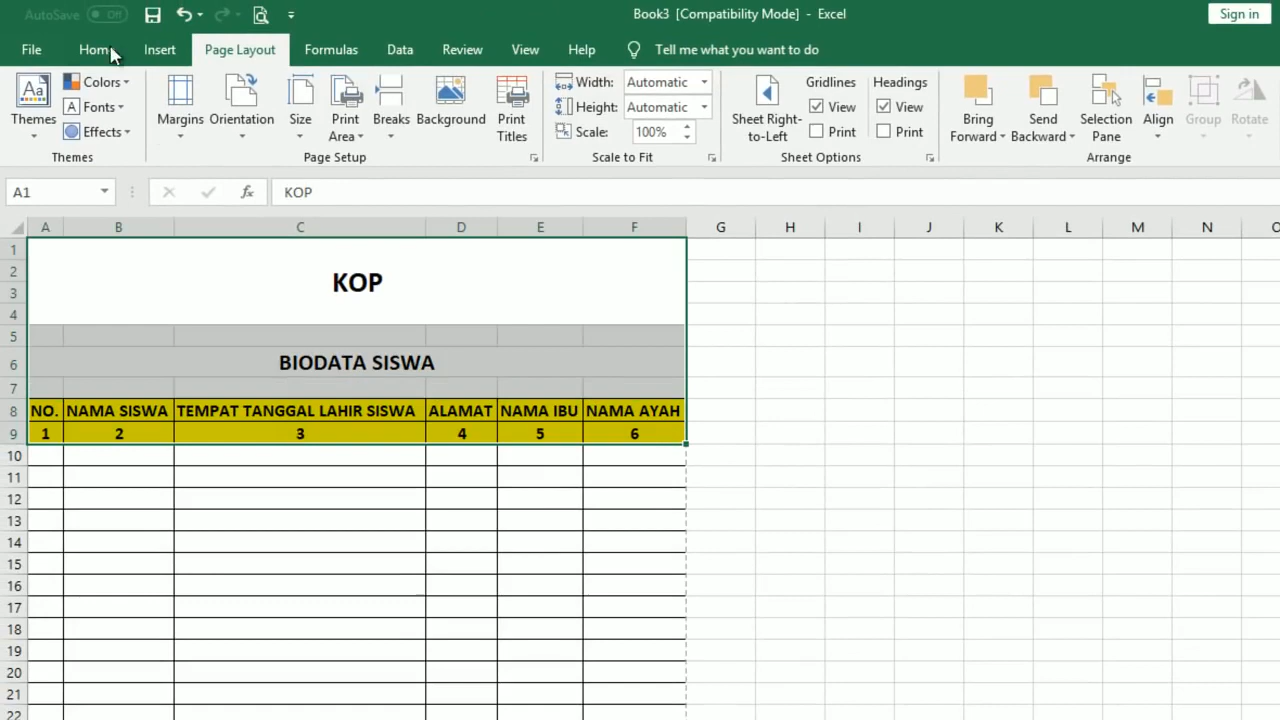 AutoSave Off Book3 [Compatibility Mode] - Excel Sign in
File Home Insert Page Layout Formulas Data Review View Help Tell me what you want to do
Themes Colors Fonts Effects Themes
Margins Orientation Size Print Area Breaks Background Print Titles Page Setup
Width: Automatic
Height: Automatic
Scale: 100%
Scale to Fit
Sheet Right-to-Left Gridlines View Print Headings View Print Sheet Options
Bring Forward Send Backward Selection Pane Align Group Rotate Arrange
A1 fx KOP
A B C D E F G H I J K L M N O
1
2
KOP
3
4
5
6 BIODATA SISWA
7
8 NO. NAMA SISWA TEMPAT TANGGAL LAHIR SISWA ALAMAT NAMA IBU NAMA AYAH
9 1 2 3 4 5 6
10
11
12
13
14
15
16
17
18
19
20
21
22